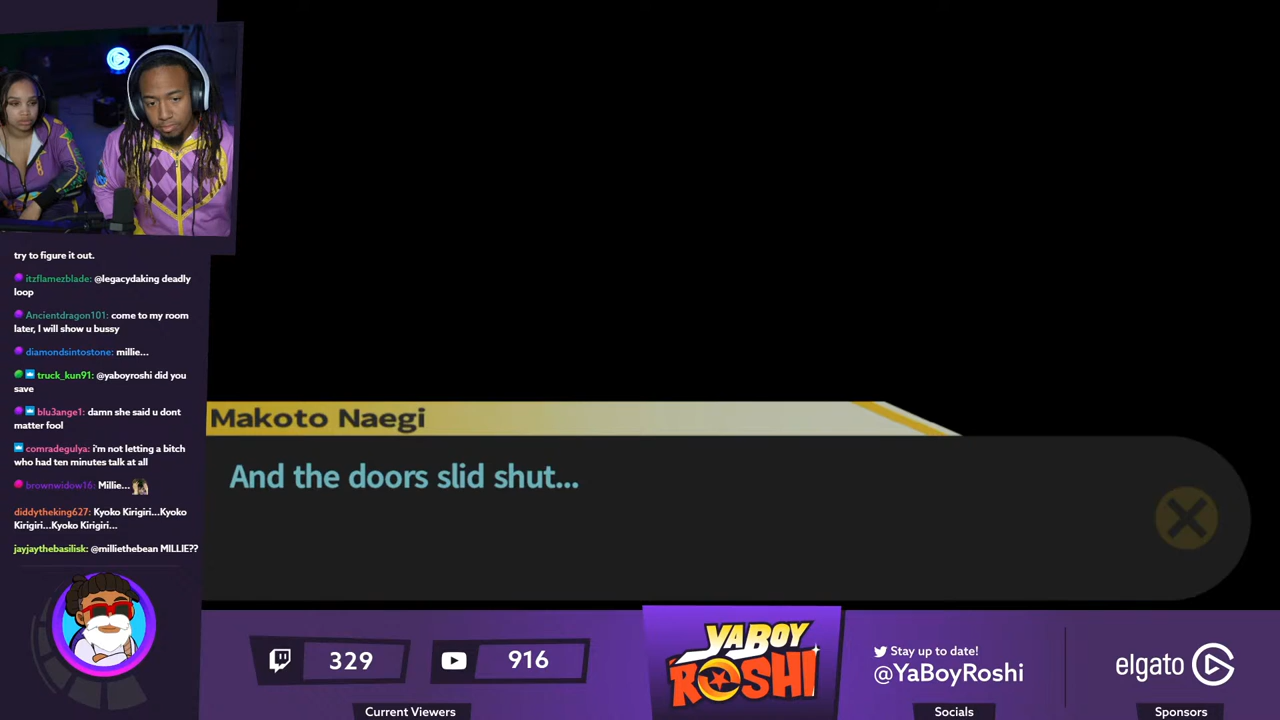 try to figure it out.
itzflamezblade: @legacydaking deadly
loop
Ancientdragon101: come to my room
later, I will show u bussy
diamondsintostone: millie...
truck_kun91: @yaboyroshi did you
save
blu3ange1: damn she said u dont
matter fool
comradegulya: i'm not letting a bitch
who had ten minutes talk at all
brownwidow16: Millie...
diddytheking627: Kyoko Kirigiri...Kyoko
Kirigiri...Kyoko Kirigiri...
jayjaythebasilisk: @milliethebean MILLIE??
Makoto Naegi
And the doors slid shut...
329
916
Current Viewers
YABOY
ROSHI
Stay up to date!
@YaBoyRoshi
Socials
elgato
Sponsors